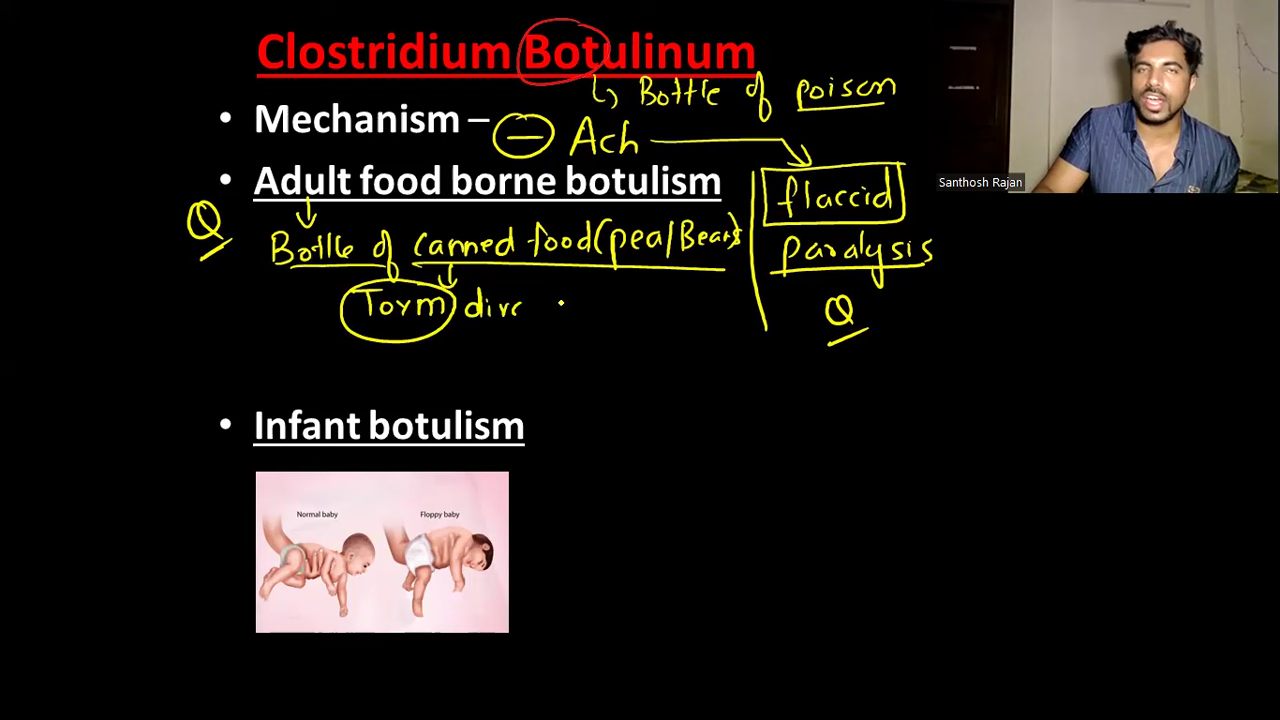 Clostridium Botulinum
↳ Bottle of poison
• Mechanism – ⊖ Ach →
flaccid
paralysis
Q
• Adult food borne botulism
Q
Bottle of canned food (pea/Beans)
dire
• Infant botulism
Normal baby
Floppy baby
Santhosh Rajan